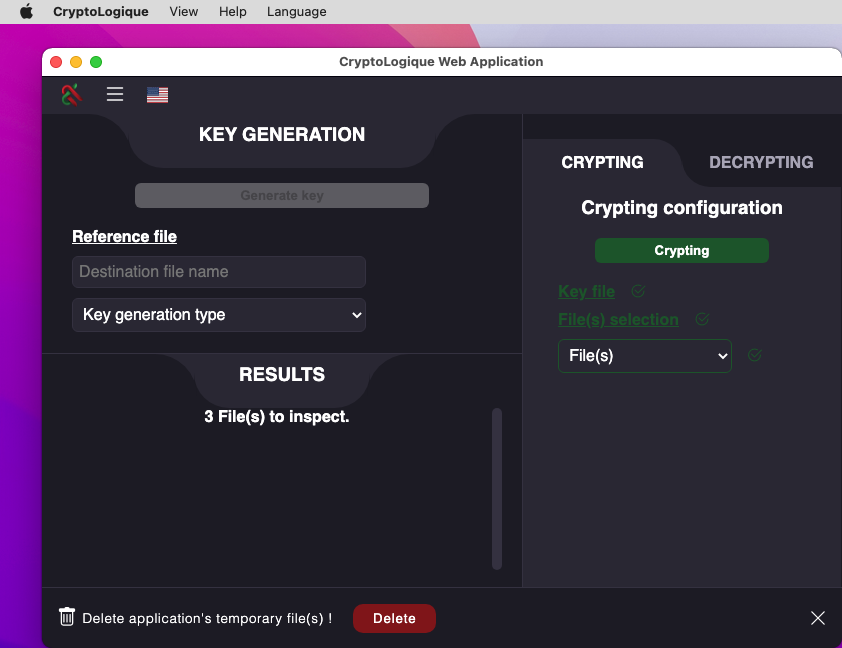 CryptoLogique View Help Language
CryptoLogique Web Application
KEY GENERATION
Generate key
Reference file
Destination file name
Key generation type
RESULTS
3 File(s) to inspect.
CRYPTING DECRYPTING
Crypting configuration
Crypting
Key file
File(s) selection
File(s)
Delete application's temporary file(s) ! Delete